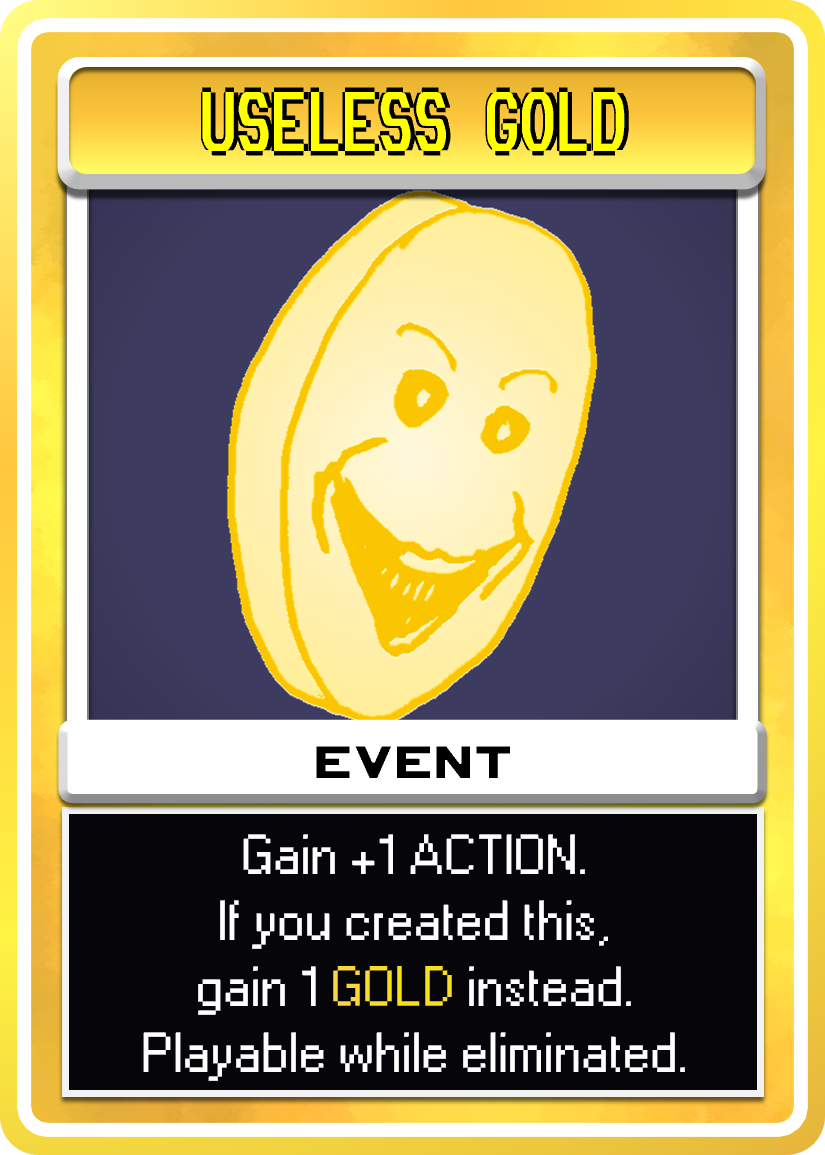 USELESS GOLD
EVENT
Gain +1 ACTION.
If you created this,
gain 1 GOLD instead.
Playable while eliminated.